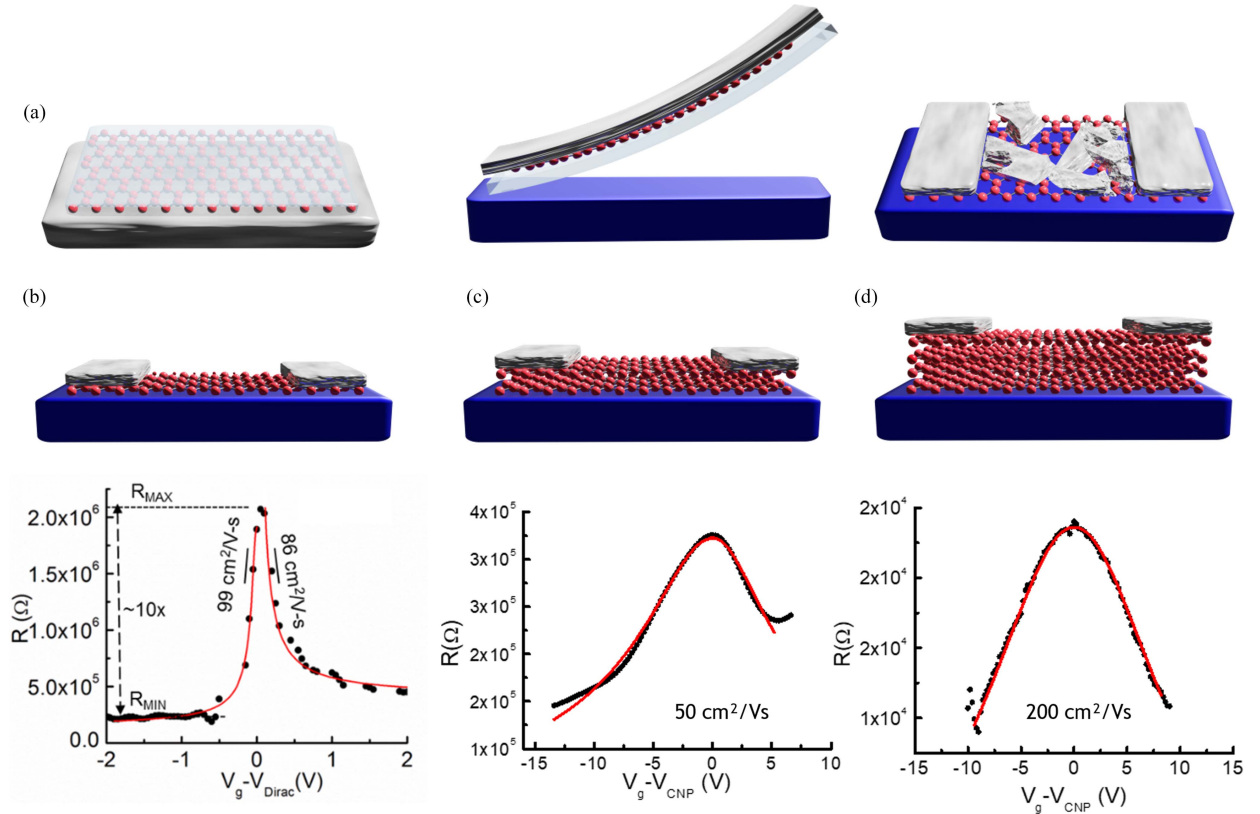 (a)
(b)
(c)
(d)
R (Ω)
2.0x10⁶
1.5x10⁶
1.0x10⁶
5.0x10⁵
0.0
R_MAX
~10x
R_MIN
99 cm²/V-s
86 cm²/V-s
-2
-1
0
1
2
V_g-V_Dirac (V)
R(Ω)
4x10⁵
3x10⁵
3x10⁵
2x10⁵
2x10⁵
1x10⁵
50 cm²/Vs
-15
-10
-5
0
5
10
V_g-V_CNP (V)
R(Ω)
2x10⁴
2x10⁴
2x10⁴
1x10⁴
200 cm²/Vs
-15
-10
-5
0
5
10
15
V_g-V_CNP (V)